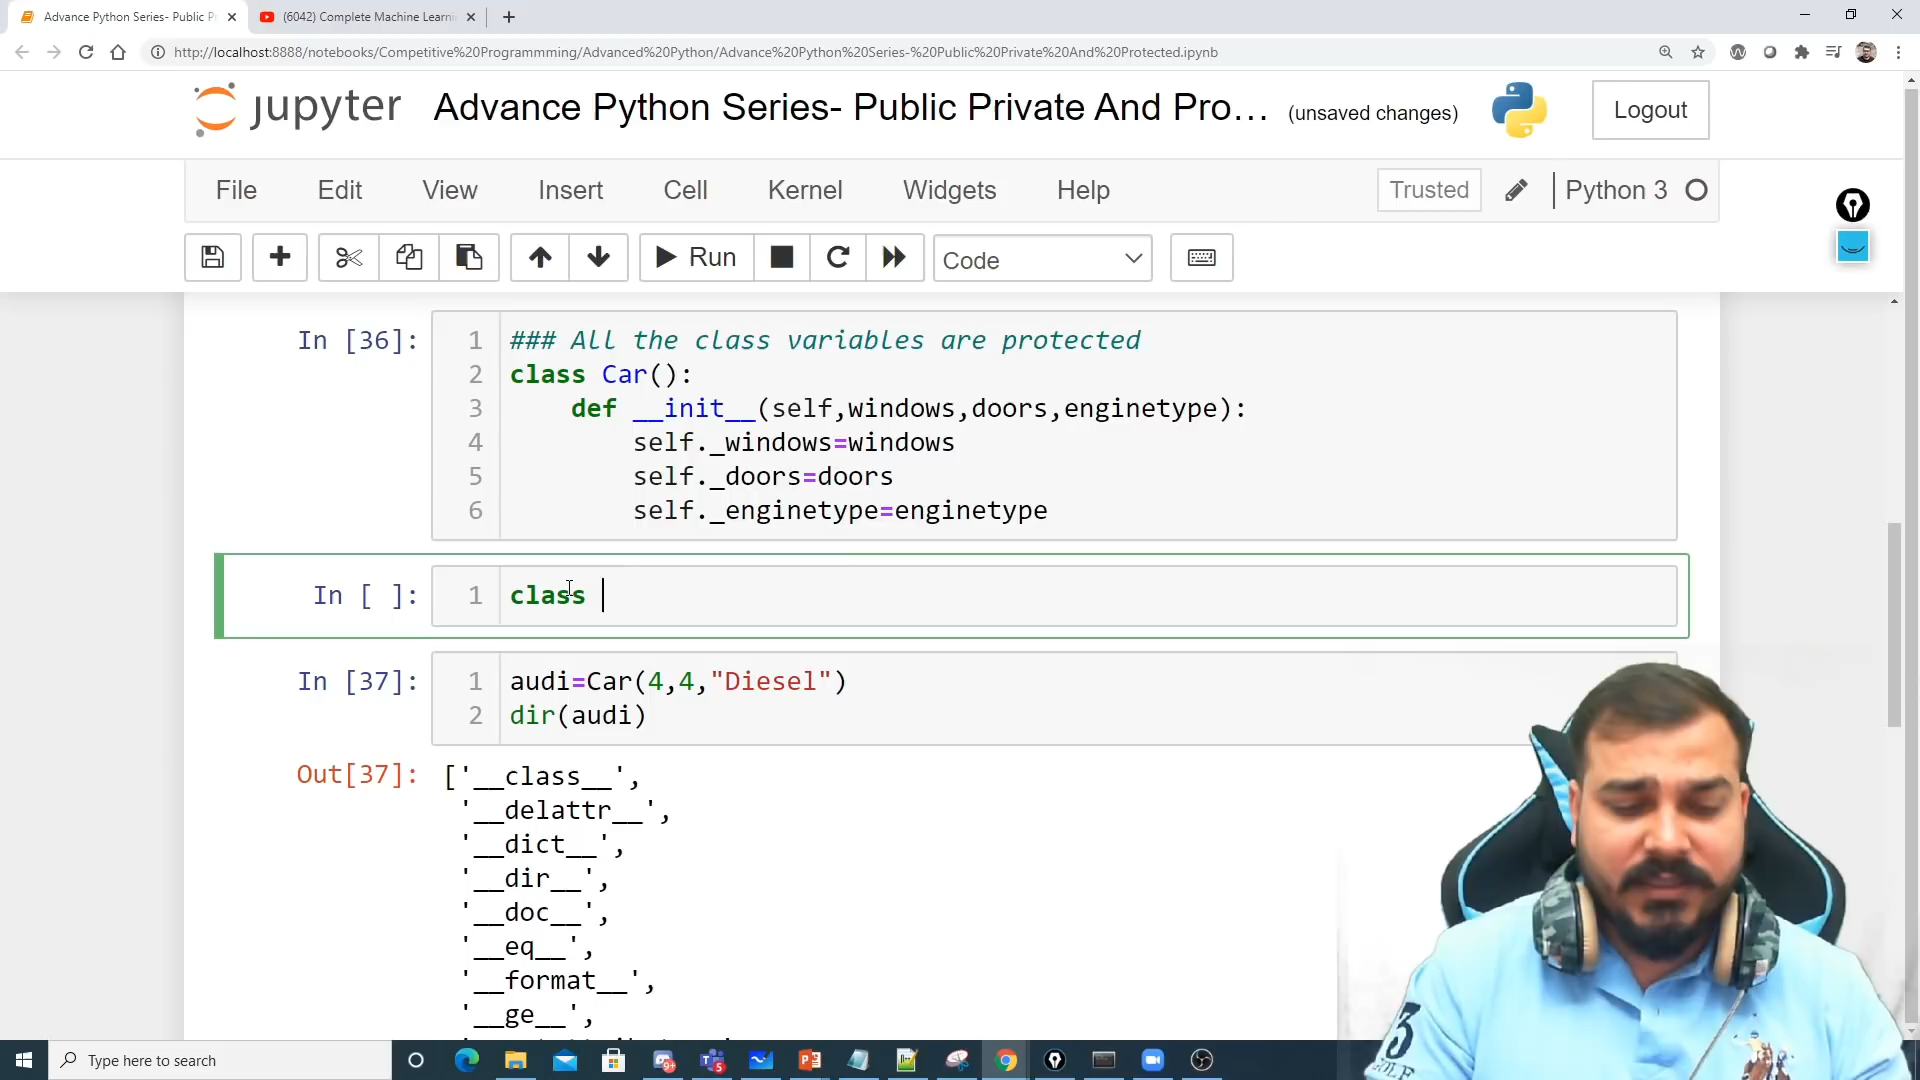 Advance Python Series- Public P
(6042) Complete Machine Learni
http://localhost:8888/notebooks/Competitive%20Programmming/Advanced%20Python/Advance%20Python%20Series-%20Public%20Private%20And%20Protected.ipynb
jupyter Advance Python Series- Public Private And Pro... (unsaved changes) Logout
File Edit View Insert Cell Kernel Widgets Help Trusted Python 3
Run Code
In [36]:
1 ### All the class variables are protected
2 class Car():
3 def __init__(self,windows,doors,enginetype):
4 self._windows=windows
5 self._doors=doors
6 self._enginetype=enginetype
In [ ]: 1 class
In [37]: 1 audi=Car(4,4,"Diesel")
2 dir(audi)
Out[37]: ['__class__',
'__delattr__',
'__dict__',
'__dir__',
'__doc__',
'__eq__',
'__format__',
'__ge__',
Type here to search